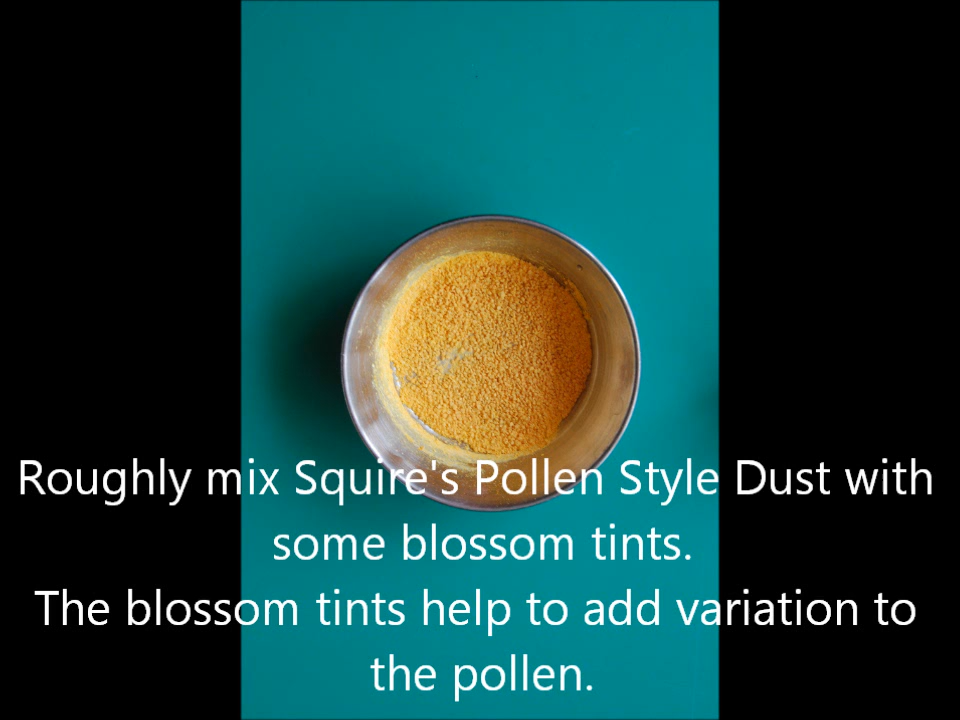 Roughly mix Squire's Pollen Style Dust with
some blossom tints.
The blossom tints help to add variation to
the pollen.